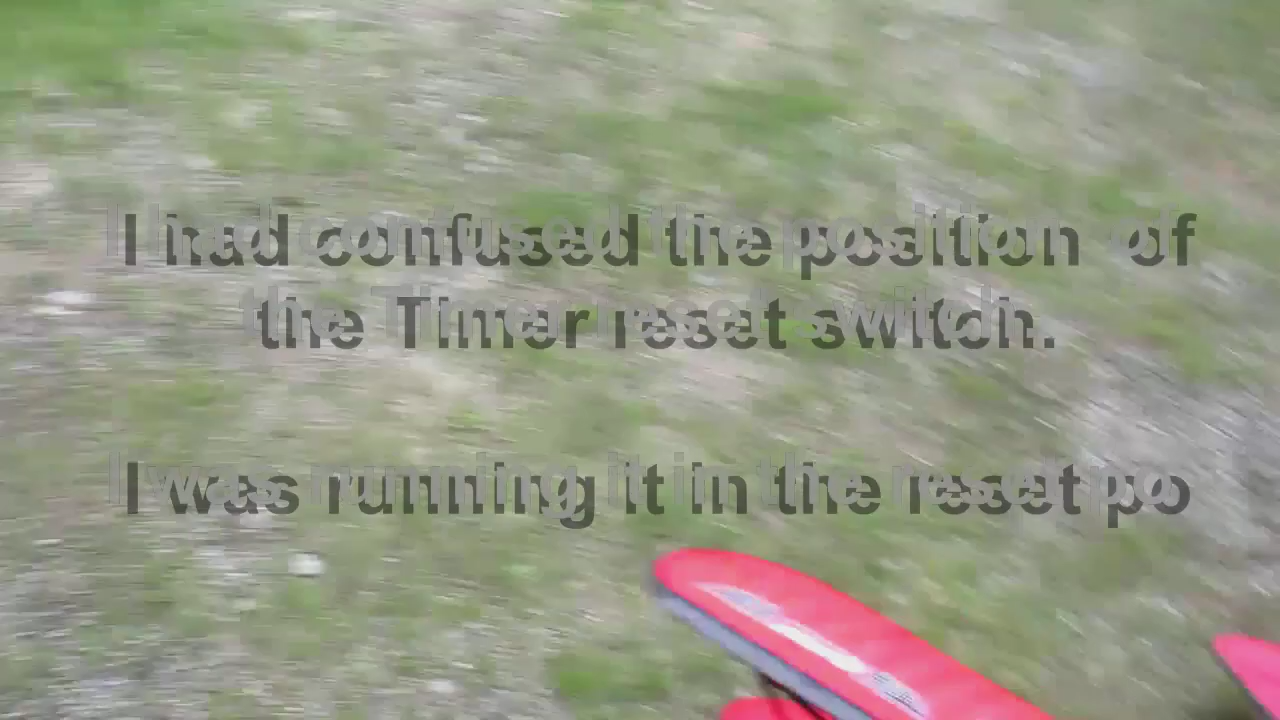 I had confused the position of
the Timer reset switch.
I was running it in the reset po